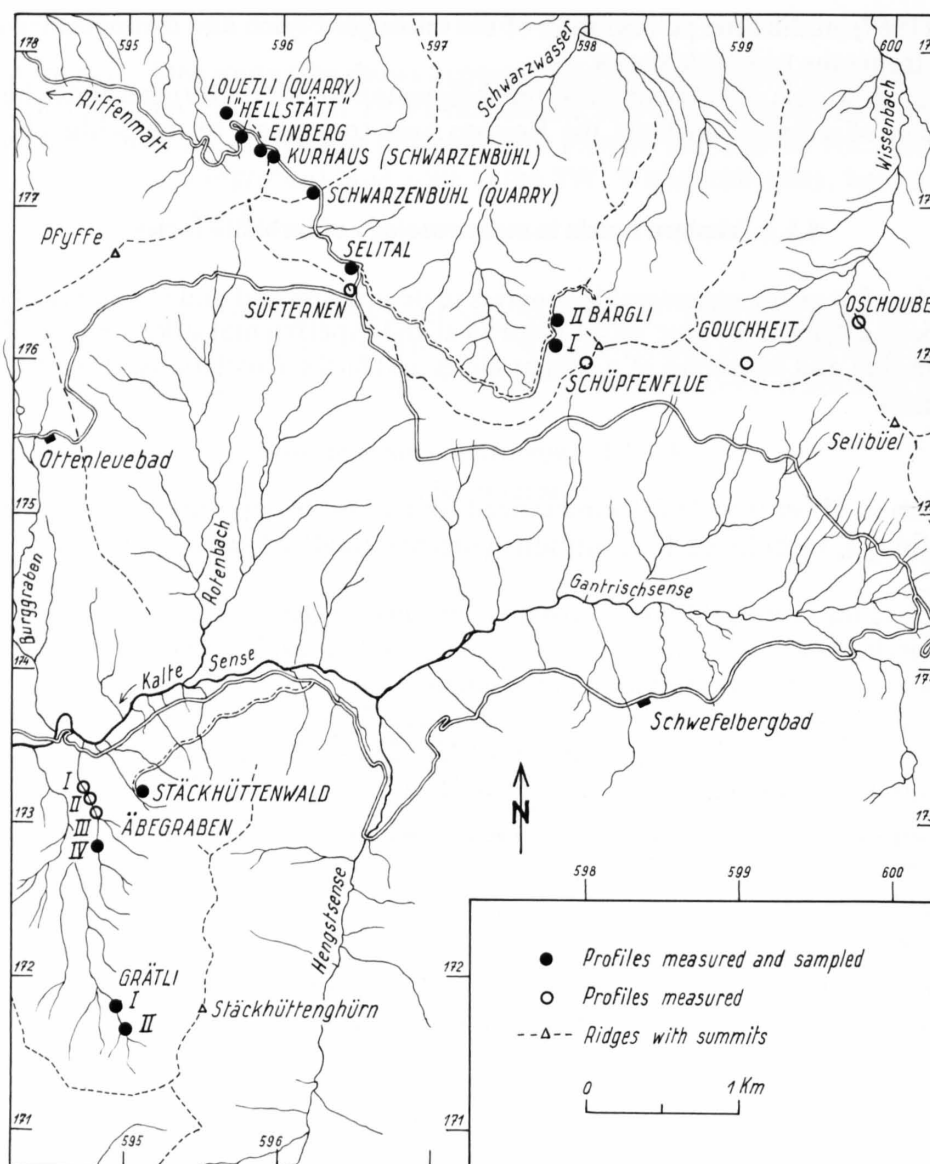 595
596
597
598
599
600
178
LOUETLI (QUARRY)
"HELLSTÄTT"
EINBERG
KURHAUS (SCHWARZENBÜHL)
SCHWARZENBÜHL (QUARRY)
← Riffenmatt
Schwarzwasser
Wissenbach
177
Pfyffe
SELITAL
SÜFTERNEN
II BÄRGLI
I
GOUCHHEIT
OSCHOUBE
176
SCHÜPFENFLUE
Selibüel
Ottenleuebad
175
17
Burggraben
Rotenbach
Gantrischsense
174
Kalte Sense
Schwefelbergbad
I
II
III
IV
STÄCKHÜTTENWALD
173
ÄBEGRABEN
N
Hengstsense
598
599
600
172
172
GRÄTLI
I
II
Stäckhüttenghürn
171
171
595
596
● Profiles measured and sampled
○ Profiles measured
Ridges with summits
0 1 Km